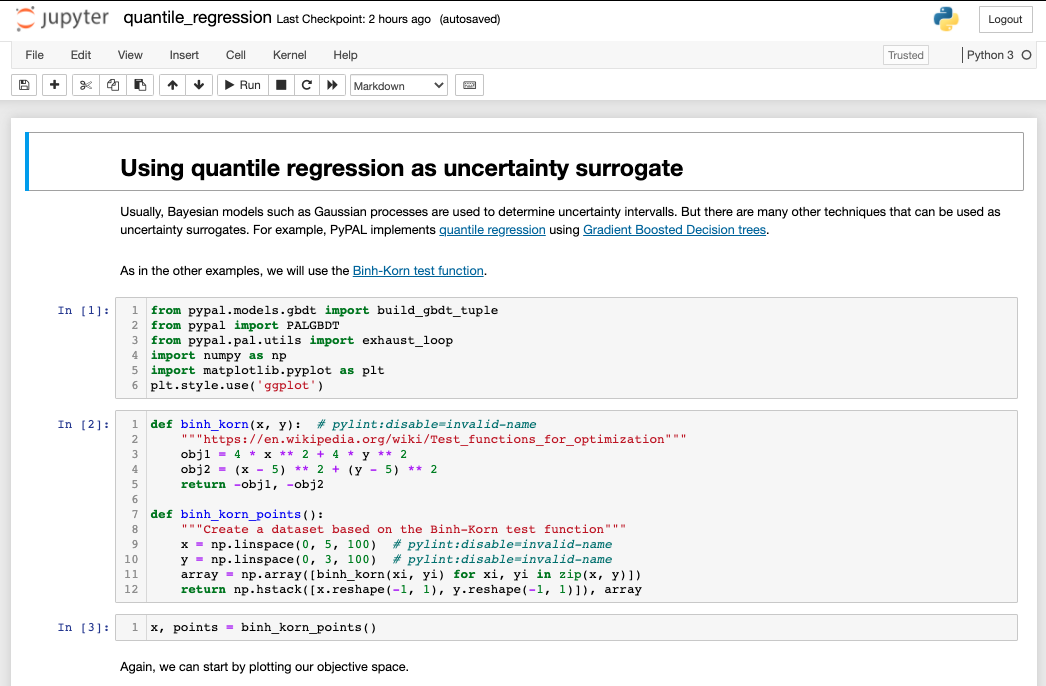 jupyter quantile_regression Last Checkpoint: 2 hours ago (autosaved) Logout
File Edit View Insert Cell Kernel Help Trusted Python 3
Run Markdown
Using quantile regression as uncertainty surrogate
Usually, Bayesian models such as Gaussian processes are used to determine uncertainty intervalls. But there are many other techniques that can be used as
uncertainty surrogates. For example, PyPAL implements quantile regression using Gradient Boosted Decision trees.
As in the other examples, we will use the Binh-Korn test function.
In [1]: 1 from pypal.models.gbdt import build_gbdt_tuple
2 from pypal import PALGBDT
3 from pypal.pal.utils import exhaust_loop
4 import numpy as np
5 import matplotlib.pyplot as plt
6 plt.style.use('ggplot')
In [2]: 1 def binh_korn(x, y):  # pylint:disable=invalid-name
2     """https://en.wikipedia.org/wiki/Test_functions_for_optimization"""
3     obj1 = 4 * x ** 2 + 4 * y ** 2
4     obj2 = (x - 5) ** 2 + (y - 5) ** 2
5     return -obj1, -obj2
6
7 def binh_korn_points():
8     """Create a dataset based on the Binh-Korn test function"""
9     x = np.linspace(0, 5, 100)  # pylint:disable=invalid-name
10     y = np.linspace(0, 3, 100)  # pylint:disable=invalid-name
11     array = np.array([binh_korn(xi, yi) for xi, yi in zip(x, y)])
12     return np.hstack([x.reshape(-1, 1), y.reshape(-1, 1)]), array
In [3]: 1 x, points = binh_korn_points()
Again, we can start by plotting our objective space.